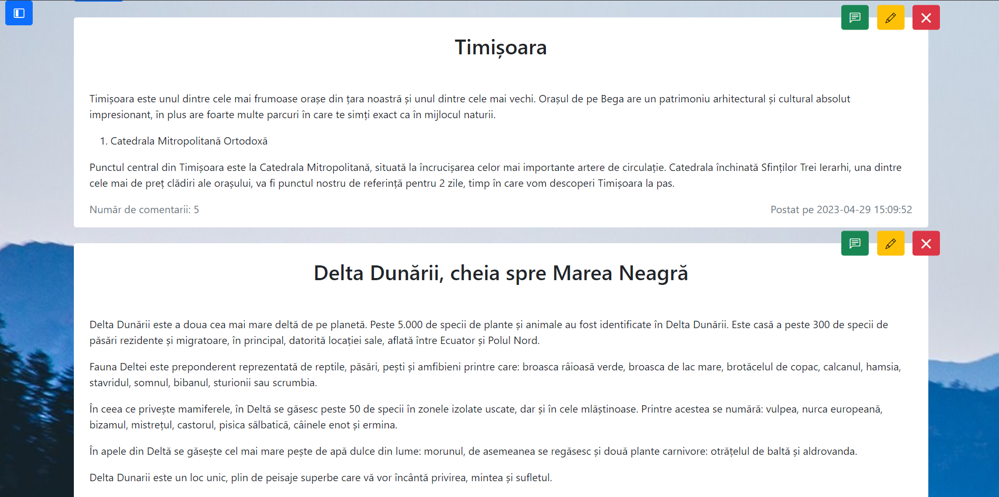 Timișoara
Timișoara este unul dintre cele mai frumoase orașe din țara noastră și unul dintre cele mai vechi. Orașul de pe Bega are un patrimoniu arhitectural și cultural absolut
impresionant, în plus are foarte multe parcuri în care te simți exact ca în mijlocul naturii.
1. Catedrala Mitropolitană Ortodoxă
Punctul central din Timișoara este la Catedrala Mitropolitană, situată la încrucișarea celor mai importante artere de circulație. Catedrala închinată Sfinților Trei Ierarhi, una dintre
cele mai de preț clădiri ale orașului, va fi punctul nostru de referință pentru 2 zile, timp în care vom descoperi Timișoara la pas.
Număr de comentarii: 5
Postat pe 2023-04-29 15:09:52
Delta Dunării, cheia spre Marea Neagră
Delta Dunării este a doua cea mai mare deltă de pe planetă. Peste 5.000 de specii de plante și animale au fost identificate în Delta Dunării. Este casă a peste 300 de specii de
păsări rezidente și migratoare, în principal, datorită locației sale, aflată între Ecuator și Polul Nord.
Fauna Deltei este preponderent reprezentată de reptile, păsări, pești și amfibieni printre care: broasca râioasă verde, broasca de lac mare, brotăcelul de copac, calcanul, hamsia,
stavridul, somnul, bibanul, sturionii sau scrumbia.
În ceea ce privește mamiferele, în Deltă se găsesc peste 50 de specii în zonele izolate uscate, dar și în cele mlăștinoase. Printre acestea se numără: vulpea, nurca europeană,
bizamul, mistrețul, castorul, pisica sălbatică, câinele enot și ermina.
În apele din Deltă se găsește cel mai mare pește de apă dulce din lume: morunul, de asemeanea se regăsesc și două plante carnivore: otrățelul de baltă și aldrovanda.
Delta Dunarii este un loc unic, plin de peisaje superbe care vă vor încântă privirea, mintea și sufletul.